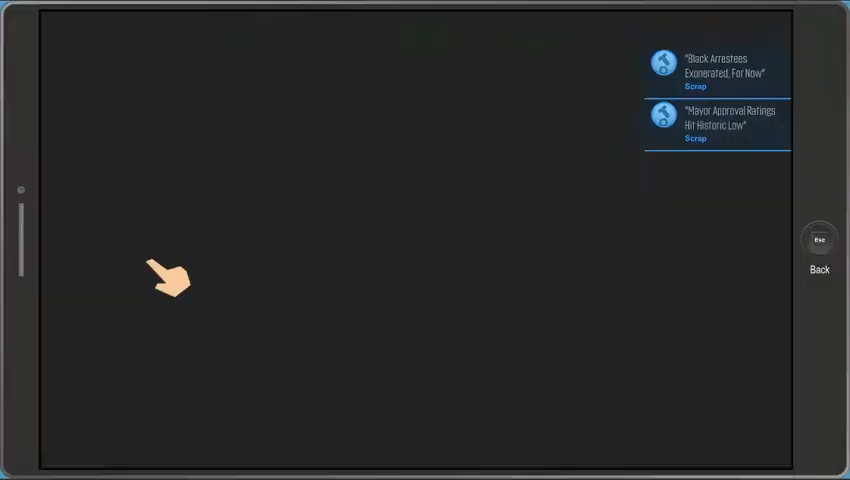 "Black Arrestees
Exonerated, For Now"
Scrap
"Mayor Approval Ratings
Hit Historic Low"
Scrap
Esc
Back